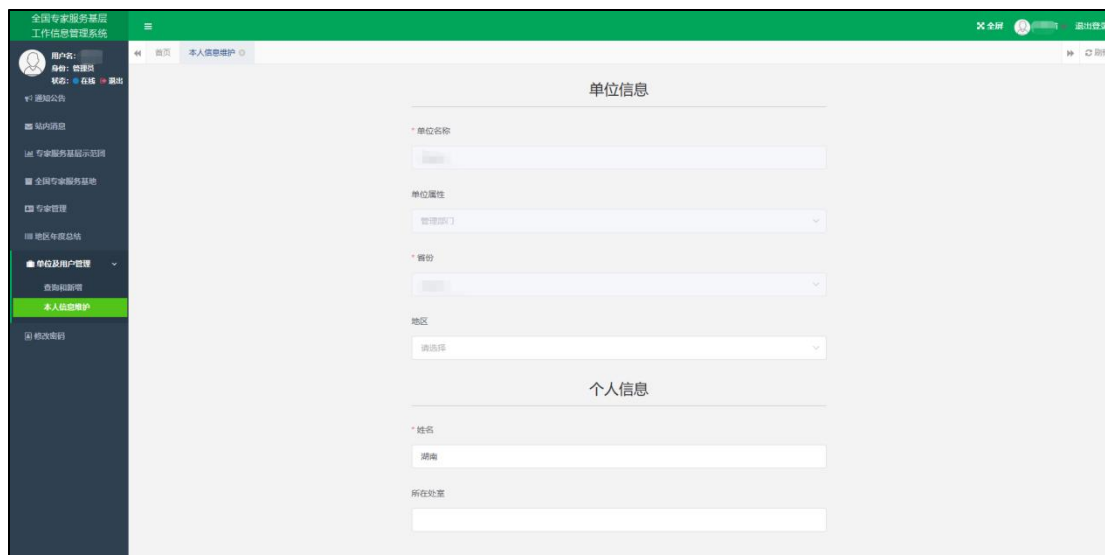 全国专家服务基层
工作信息管理系统
全屏
退出登录
用户名:
身份: 管理员
状态: 在线 退出
首页
本人信息维护
通知公告
站内消息
专家服务基层示范团
全国专家服务基地
专家管理
地区年度总结
单位及用户管理
查询和新增
本人信息维护
修改密码
单位信息
* 单位名称
单位属性
管理部门
* 省份
地区
请选择
个人信息
* 姓名
湖南
所在处室